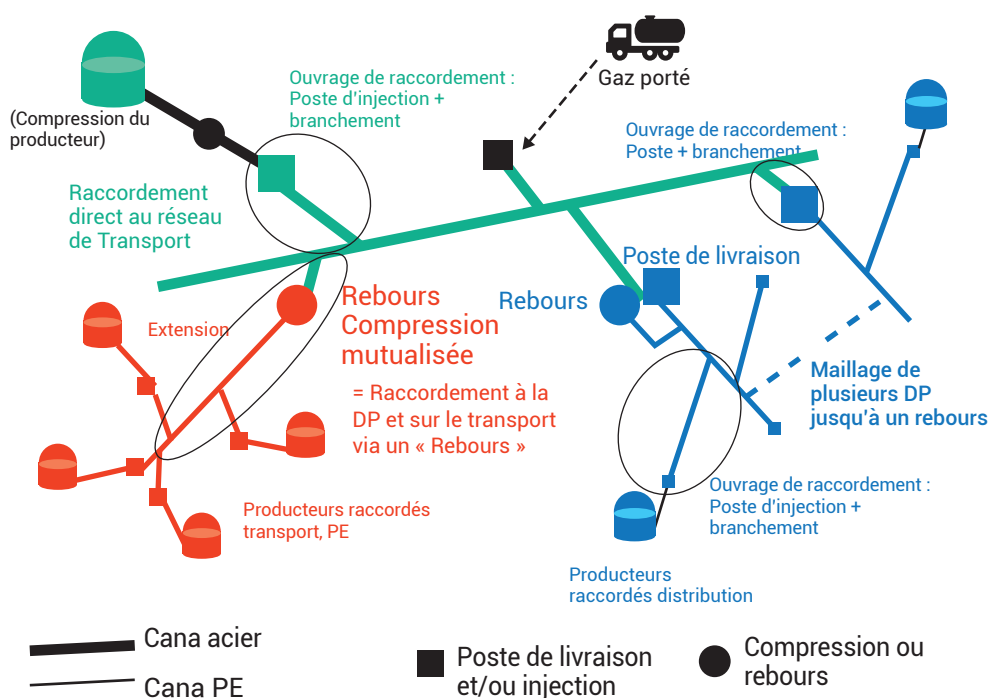 Gaz porté
Ouvrage de raccordement :
Poste d'injection +
branchement
(Compression du
producteur)
Ouvrage de raccordement :
Poste + branchement
Raccordement
direct au réseau
de Transport
Poste de livraison
Rebours
Rebours
Compression
mutualisée
Extension
= Raccordement à la
DP et sur le transport
via un « Rebours »
Maillage de
plusieurs DP
jusqu'à un rebours
Ouvrage de raccordement :
Poste d'injection +
branchement
Producteurs raccordés
transport, PE
Producteurs
raccordés distribution
Cana acier
Cana PE
Poste de livraison
et/ou injection
Compression ou
rebours